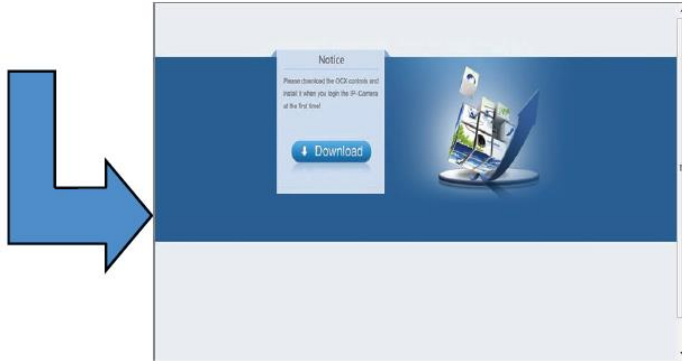 Notice
Please download the OCX controls and
install it when you login the IP-Camera
at the first time!
Download